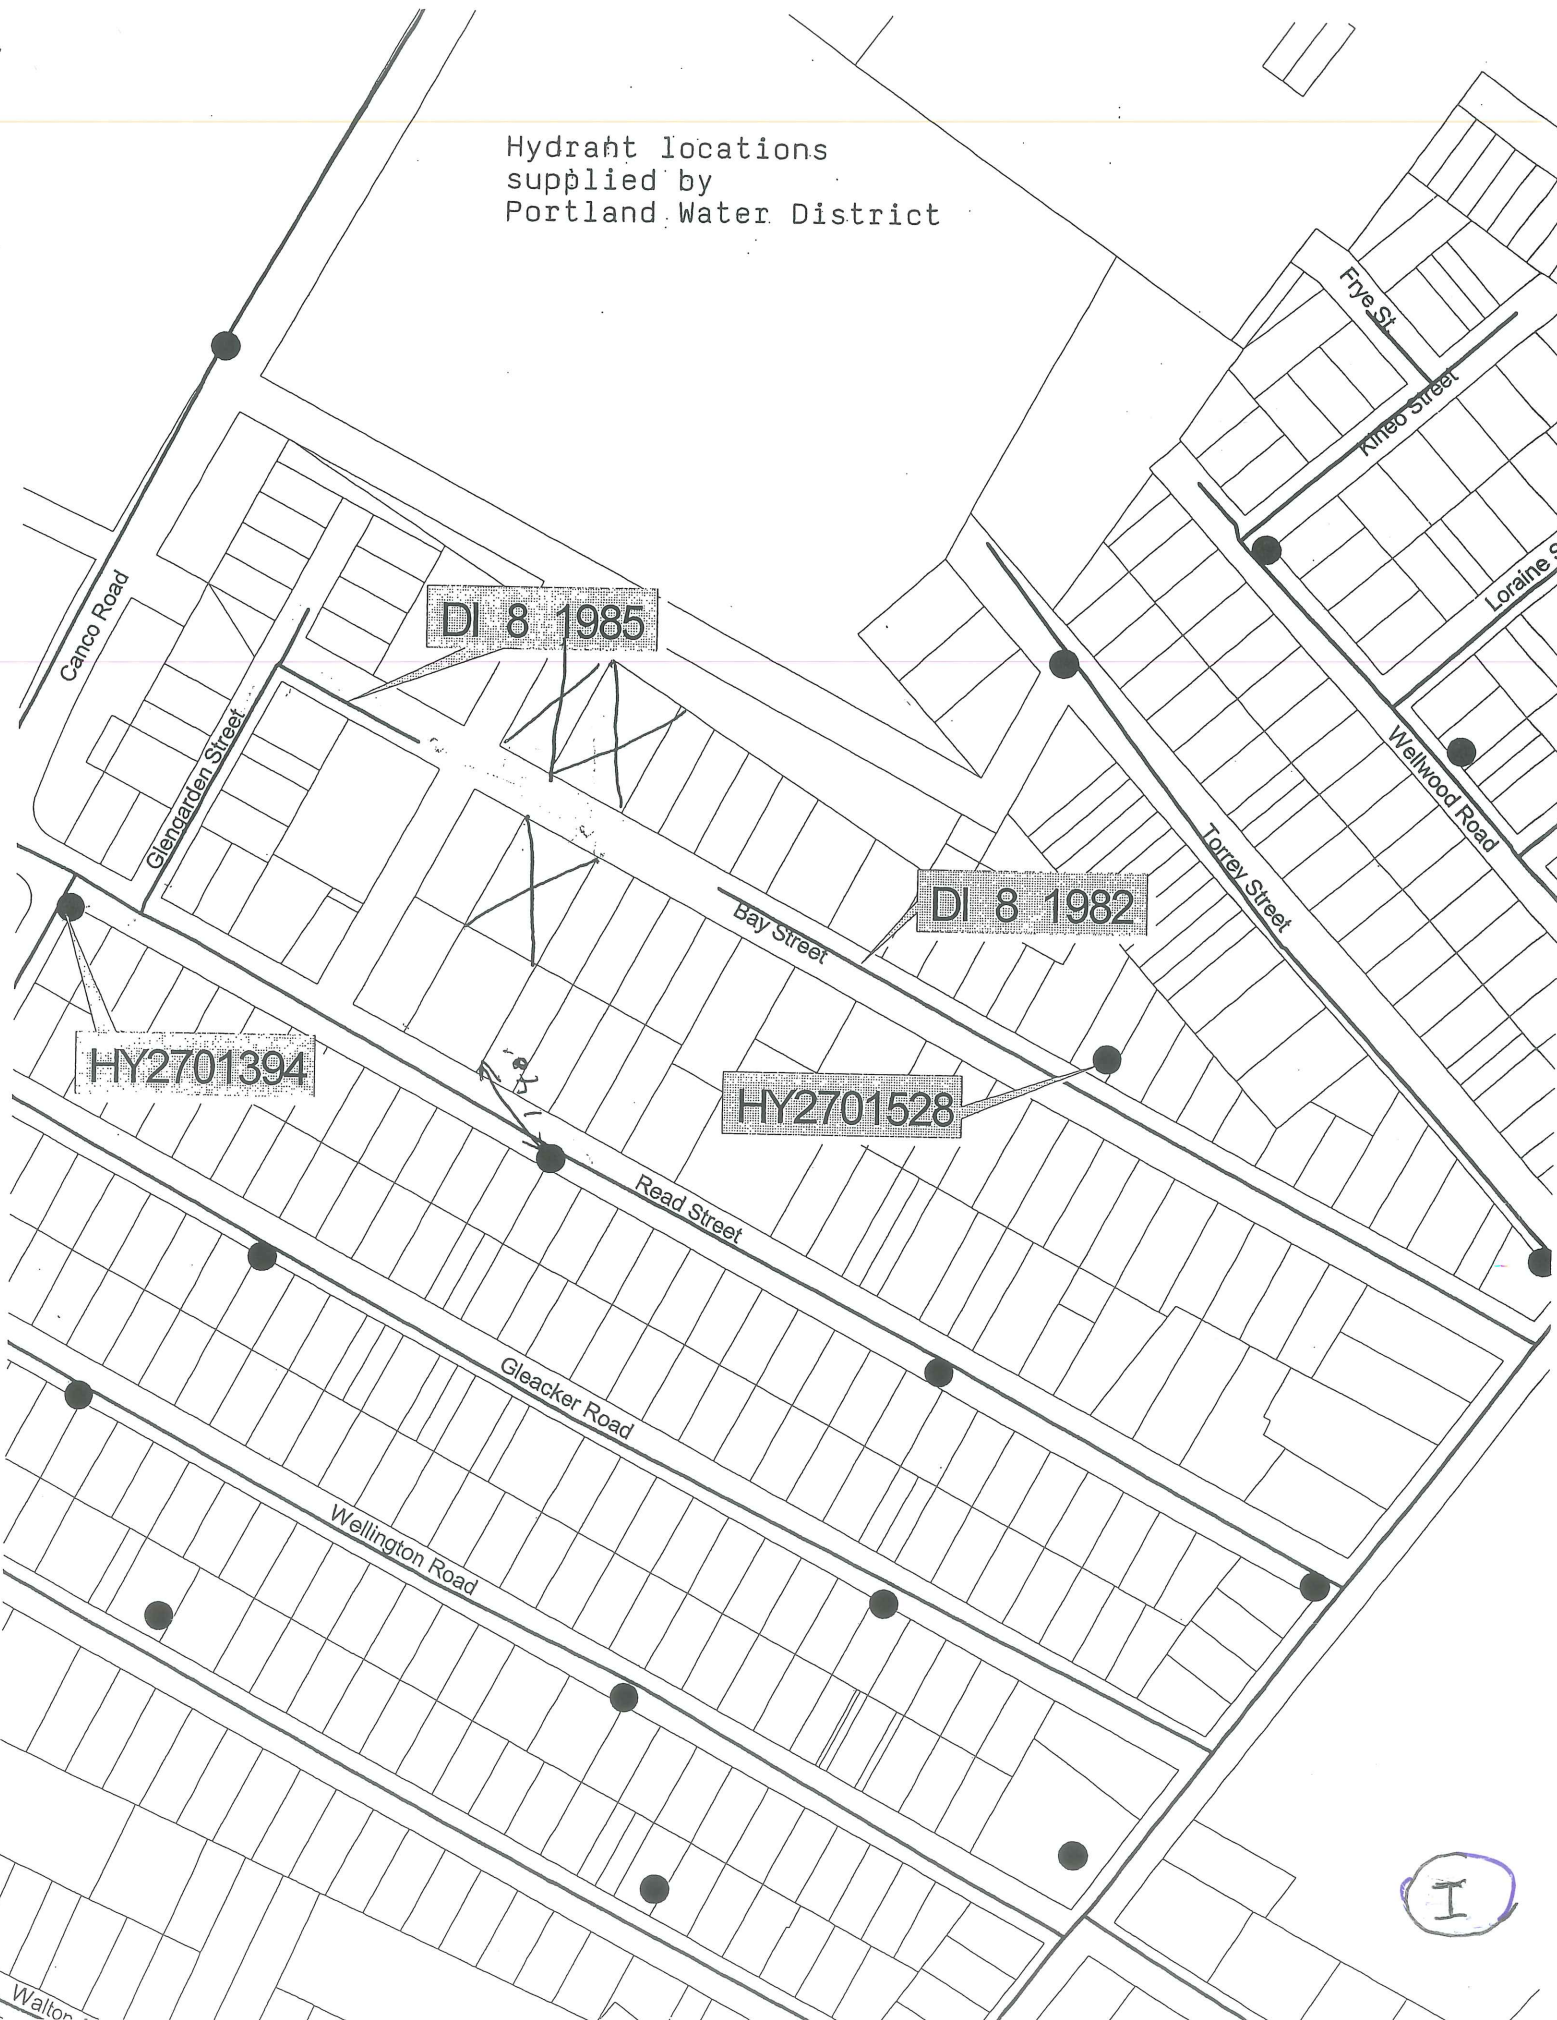 Hydrant locations
supplied by
Portland Water District
Frye St.
Kineo Street
Loraine S
Canco Road
DI 8 1985
Glengarden Street
Wellwood Road
Torrey Street
DI 8 1982
Bay Street
HY2701394
HY2701528
Read Street
Gleacker Road
Wellington Road
I
Walton